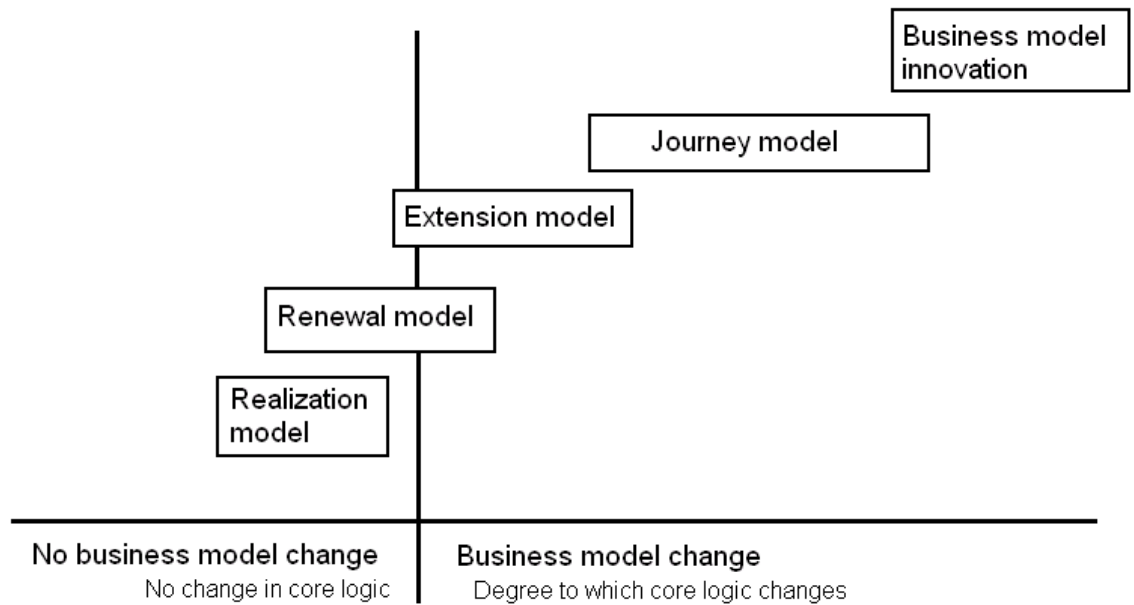 Business model
innovation
Journey model
Extension model
Renewal model
Realization
model
No business model change
No change in core logic
Business model change
Degree to which core logic changes